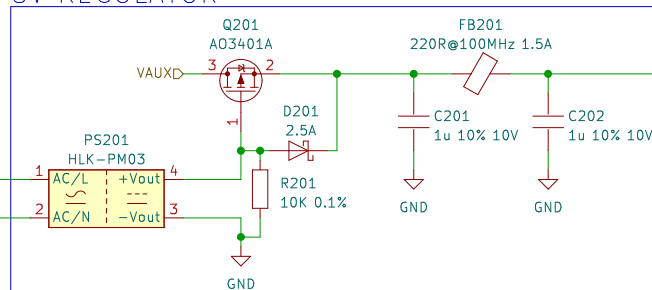 3V REGULATOR
Q201
AO3401A
FB201
220R@100MHz 1.5A
VAUX
3
2
1
D201
2.5A
C201
1u 10% 10V
C202
1u 10% 10V
PS201
HLK-PM03
1
AC/L
+Vout
4
2
AC/N
-Vout
3
R201
10K 0.1%
GND
GND
GND